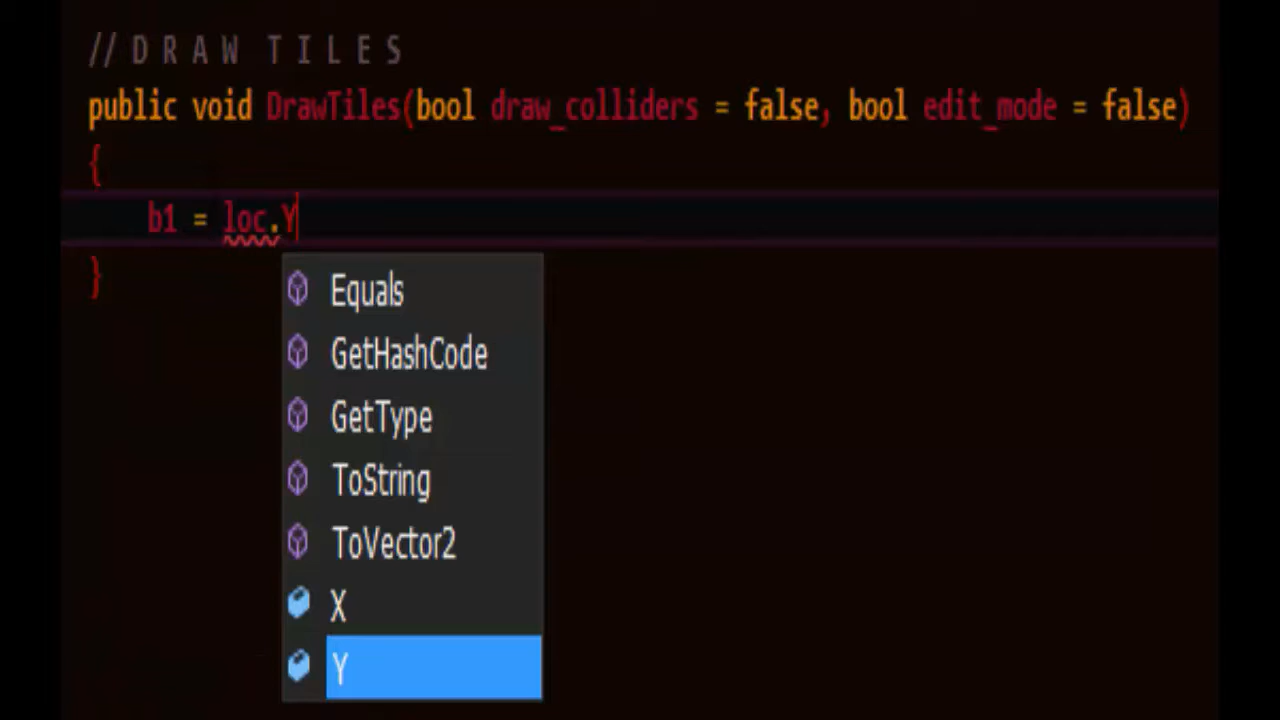 // D R A W  T I L E S
public void DrawTiles(bool draw_colliders = false, bool edit_mode = false)
{
b1 = loc.Y
}
Equals
GetHashCode
GetType
ToString
ToVector2
X
Y